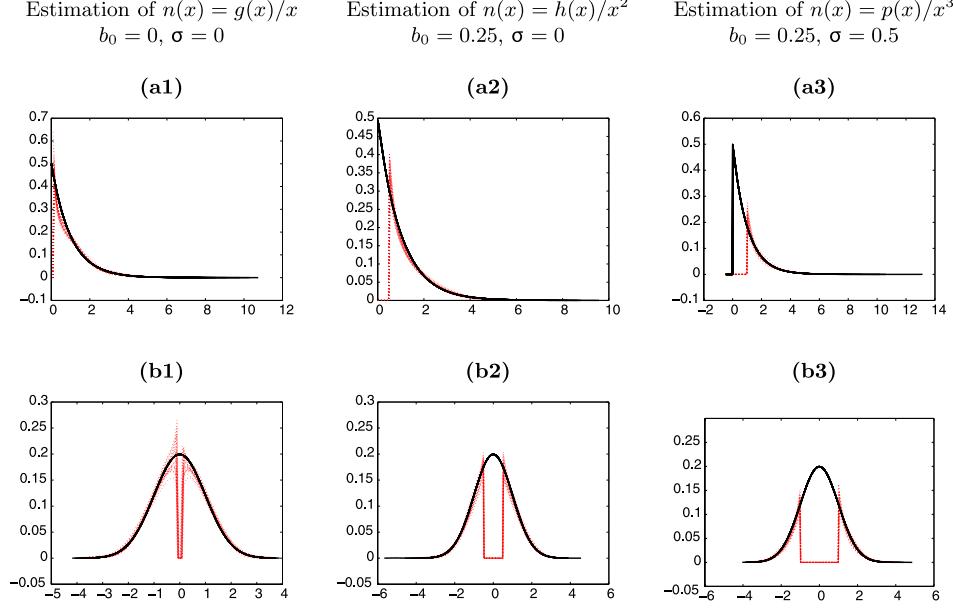 Estimation of n(x) = g(x)/x
b₀ = 0, σ = 0
Estimation of n(x) = h(x)/x²
b₀ = 0.25, σ = 0
Estimation of n(x) = p(x)/x³
b₀ = 0.25, σ = 0.5
(a1)
0.7
0.6
0.5
0.4
0.3
0.2
0.1
0
−0.1
0 2 4 6 8 10 12
(a2)
0.5
0.45
0.4
0.35
0.3
0.25
0.2
0.15
0.1
0.05
0
0 2 4 6 8 10
(a3)
0.6
0.5
0.4
0.3
0.2
0.1
0
−0.1
−2 0 2 4 6 8 10 12 14
(b1)
0.3
0.25
0.2
0.15
0.1
0.05
0
−0.05
−5 −4 −3 −2 −1 0 1 2 3 4
(b2)
0.3
0.25
0.2
0.15
0.1
0.05
0
−0.05
−6 −4 −2 0 2 4 6
(b3)
0.25
0.2
0.15
0.1
0.05
0
−0.05
−6 −4 −2 0 2 4 6